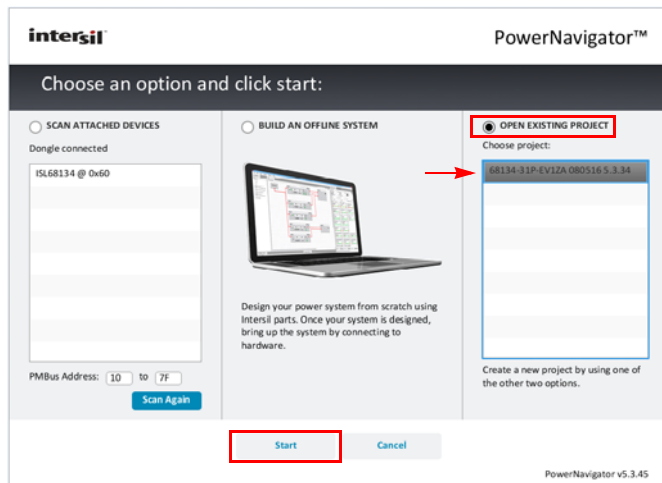 intersil
PowerNavigator™
Choose an option and click start:
SCAN ATTACHED DEVICES
Dongle connected
ISL68134 @ 0x60
PMBus Address: 10 to 7F
Scan Again
BUILD AN OFFLINE SYSTEM
Design your power system from scratch using
Intersil parts. Once your system is designed,
bring up the system by connecting to
hardware.
OPEN EXISTING PROJECT
Choose project:
68134-31P-EV1ZA 080516 5.3.34
Create a new project by using one of
the other two options.
Start
Cancel
PowerNavigator v5.3.45